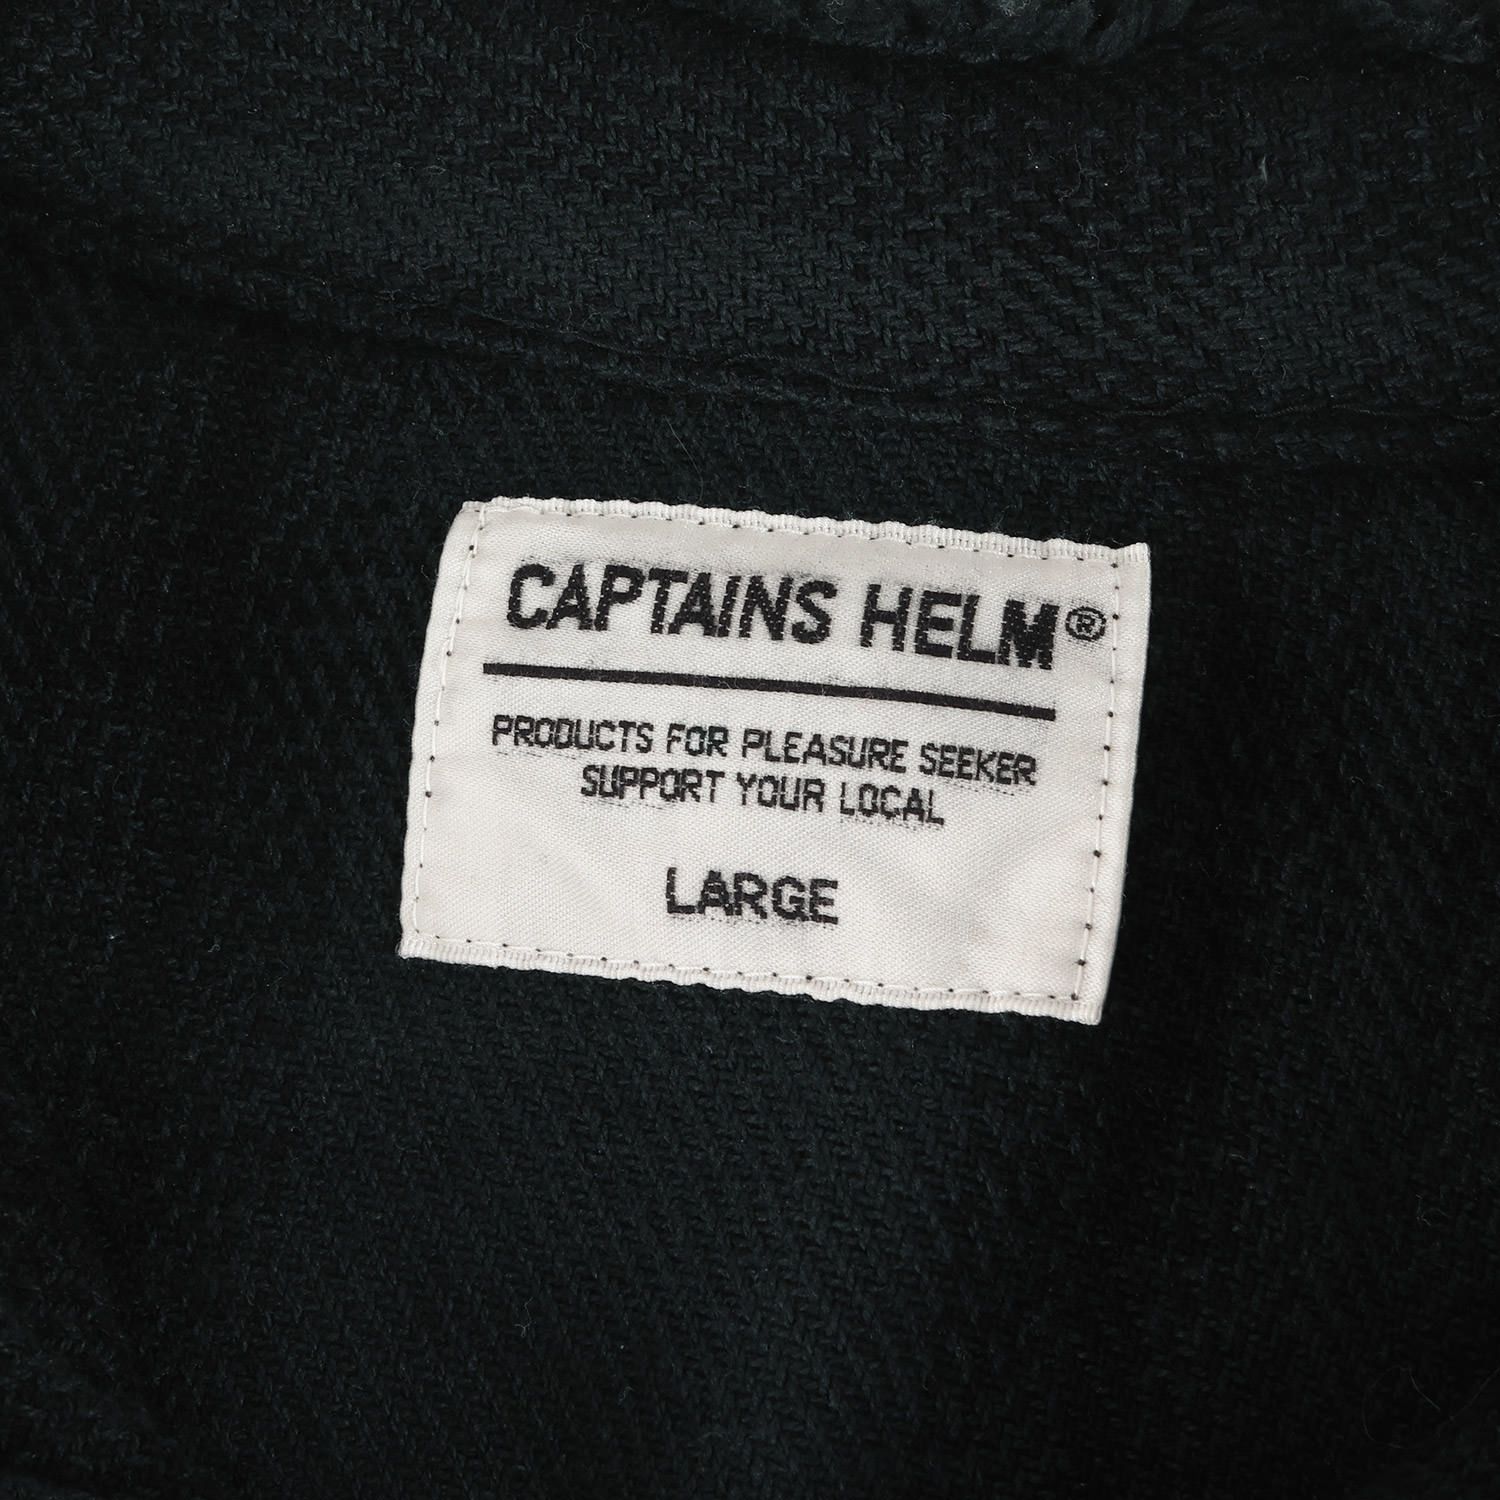 CAPTAINS HELM®
PRODUCTS FOR PLEASURE SEEKER
SUPPORT YOUR LOCAL
LARGE